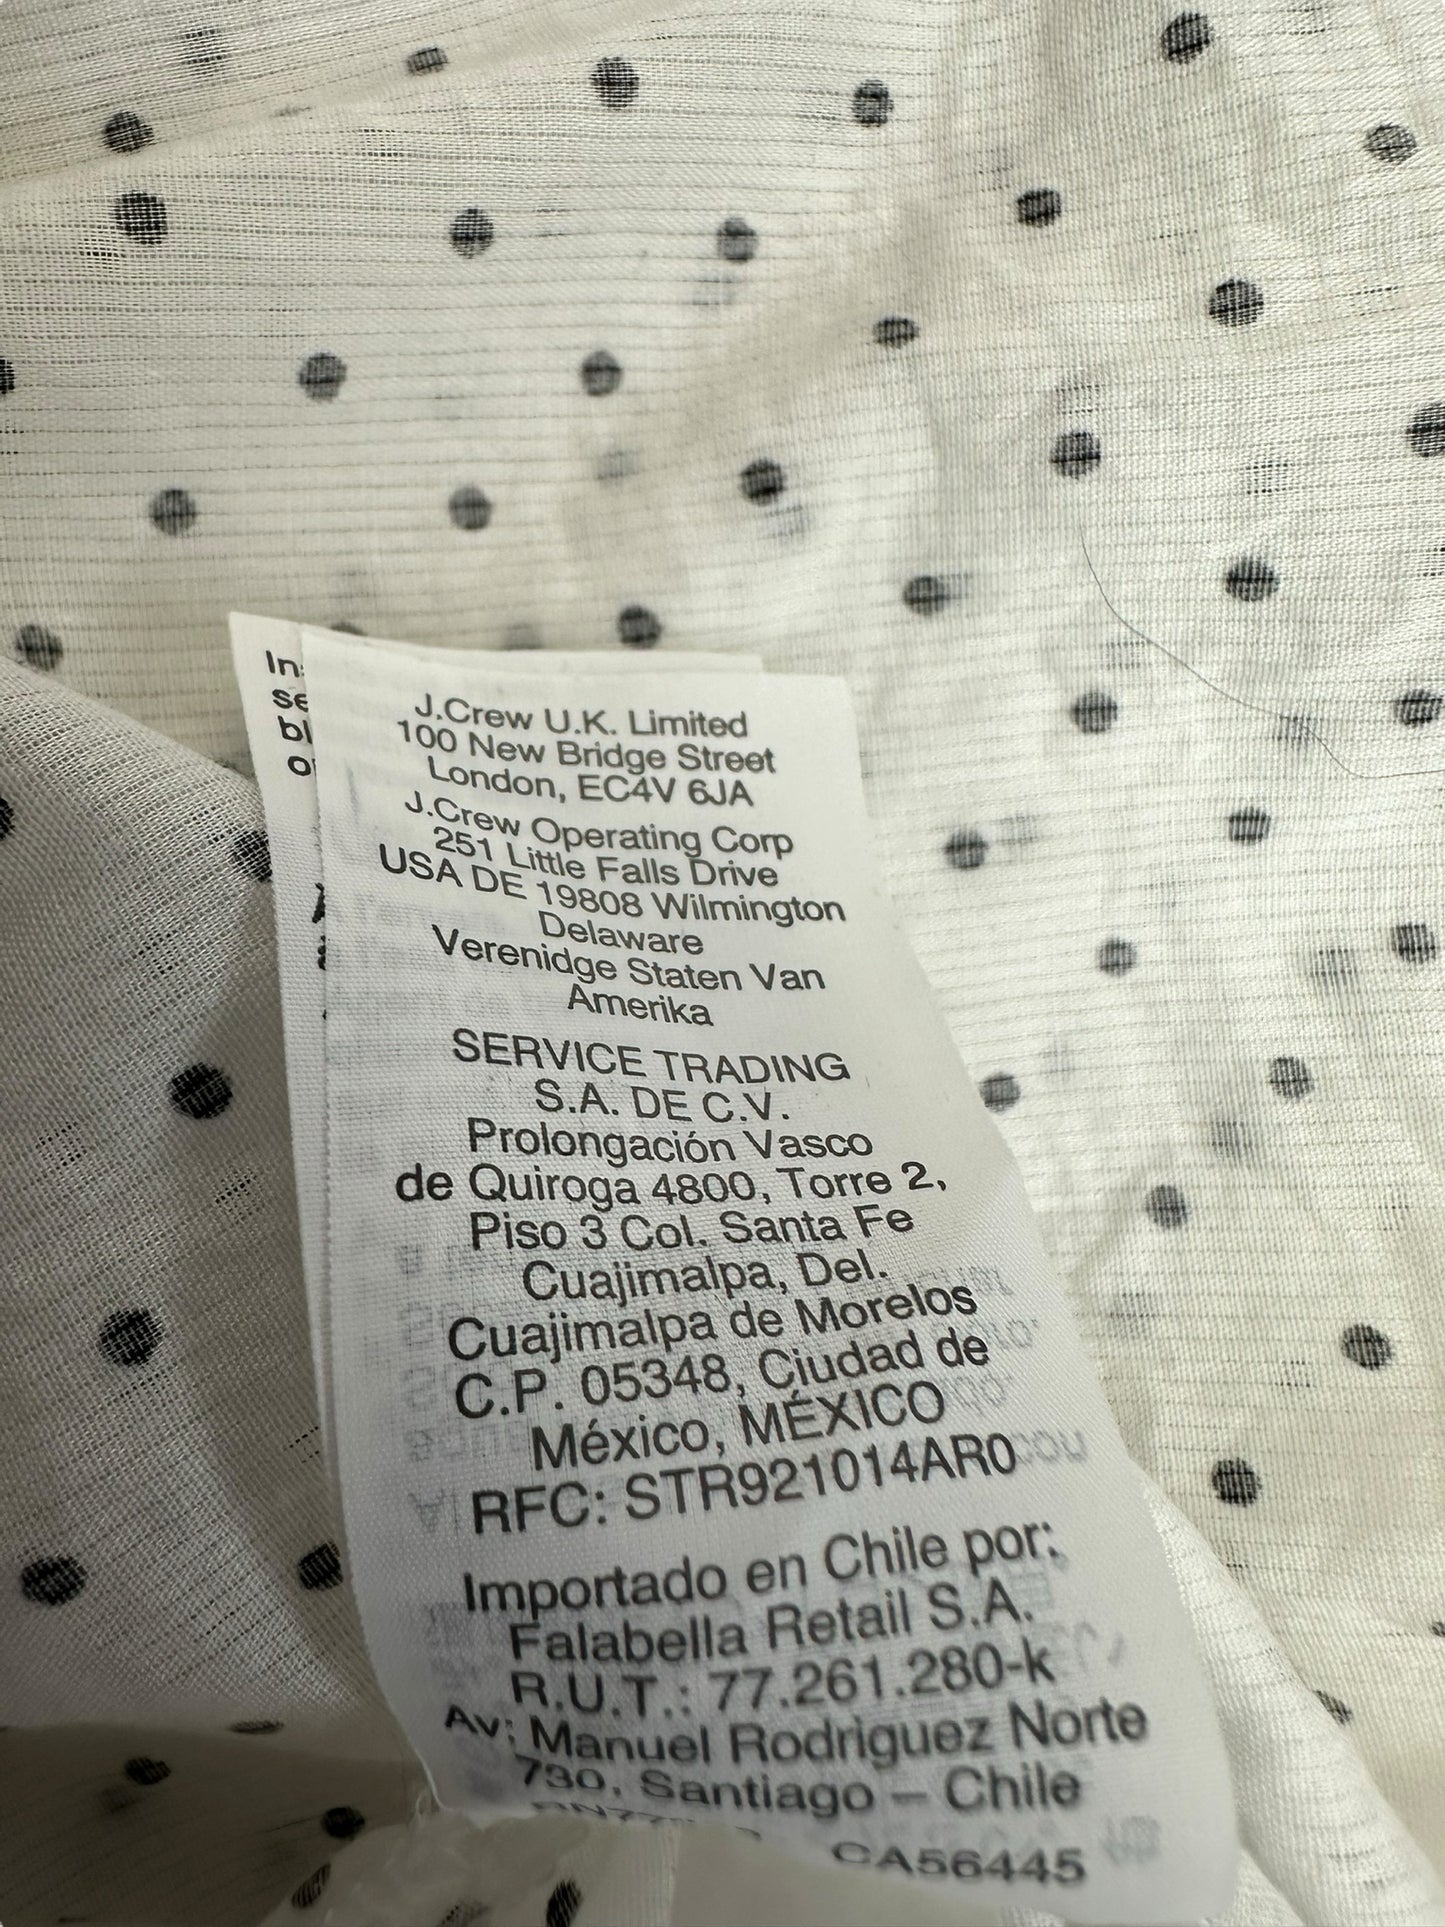 In
se
bl
o
J.Crew U.K. Limited
100 New Bridge Street
London, EC4V 6JA
J.Crew Operating Corp
251 Little Falls Drive
USA DE 19808 Wilmington
Delaware
Verenidge Staten Van
Amerika
SERVICE TRADING
S.A. DE C.V.
Prolongación Vasco
de Quiroga 4800, Torre 2,
Piso 3 Col. Santa Fe
Cuajimalpa, Del.
Cuajimalpa de Morelos
C.P. 05348, Ciudad de
México, MÉXICO
RFC: STR921014AR0
Importado en Chile por:
Falabella Retail S.A.
R.U.T.: 77.261.280-k
Av: Manuel Rodriguez Norte
730, Santiago – Chile
CA56445